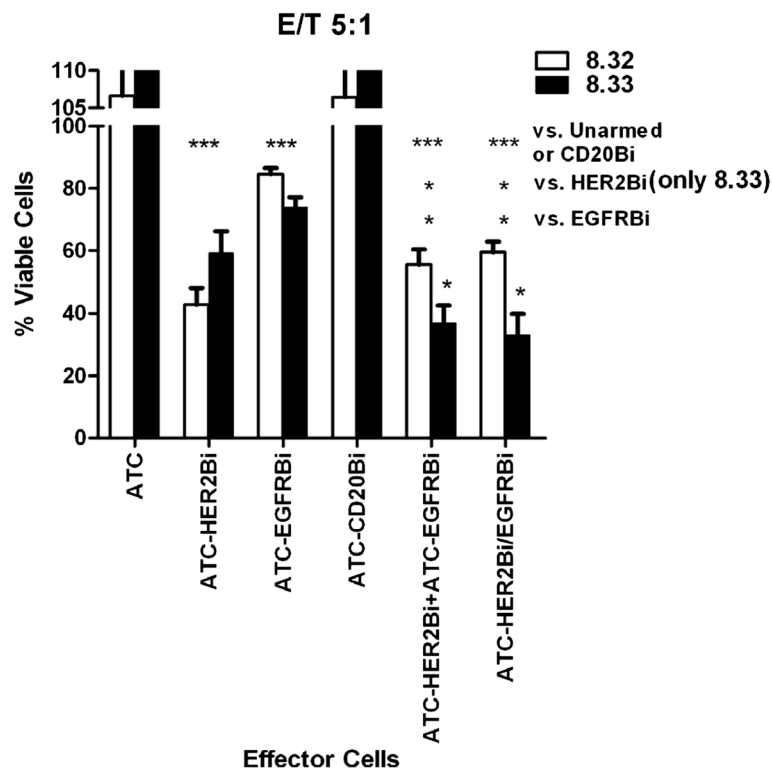 E/T 5:1
8.32
8.33
110
105
100
80
60
40
20
0
% Viable Cells
*** *** *** *** vs. Unarmed
or CD20Bi
* * vs. HER2Bi(only 8.33)
* * vs. EGFRBi
* *
ATC
ATC-HER2Bi
ATC-EGFRBi
ATC-CD20Bi
ATC-HER2Bi+ATC-EGFRBi
ATC-HER2Bi/EGFRBi
Effector Cells